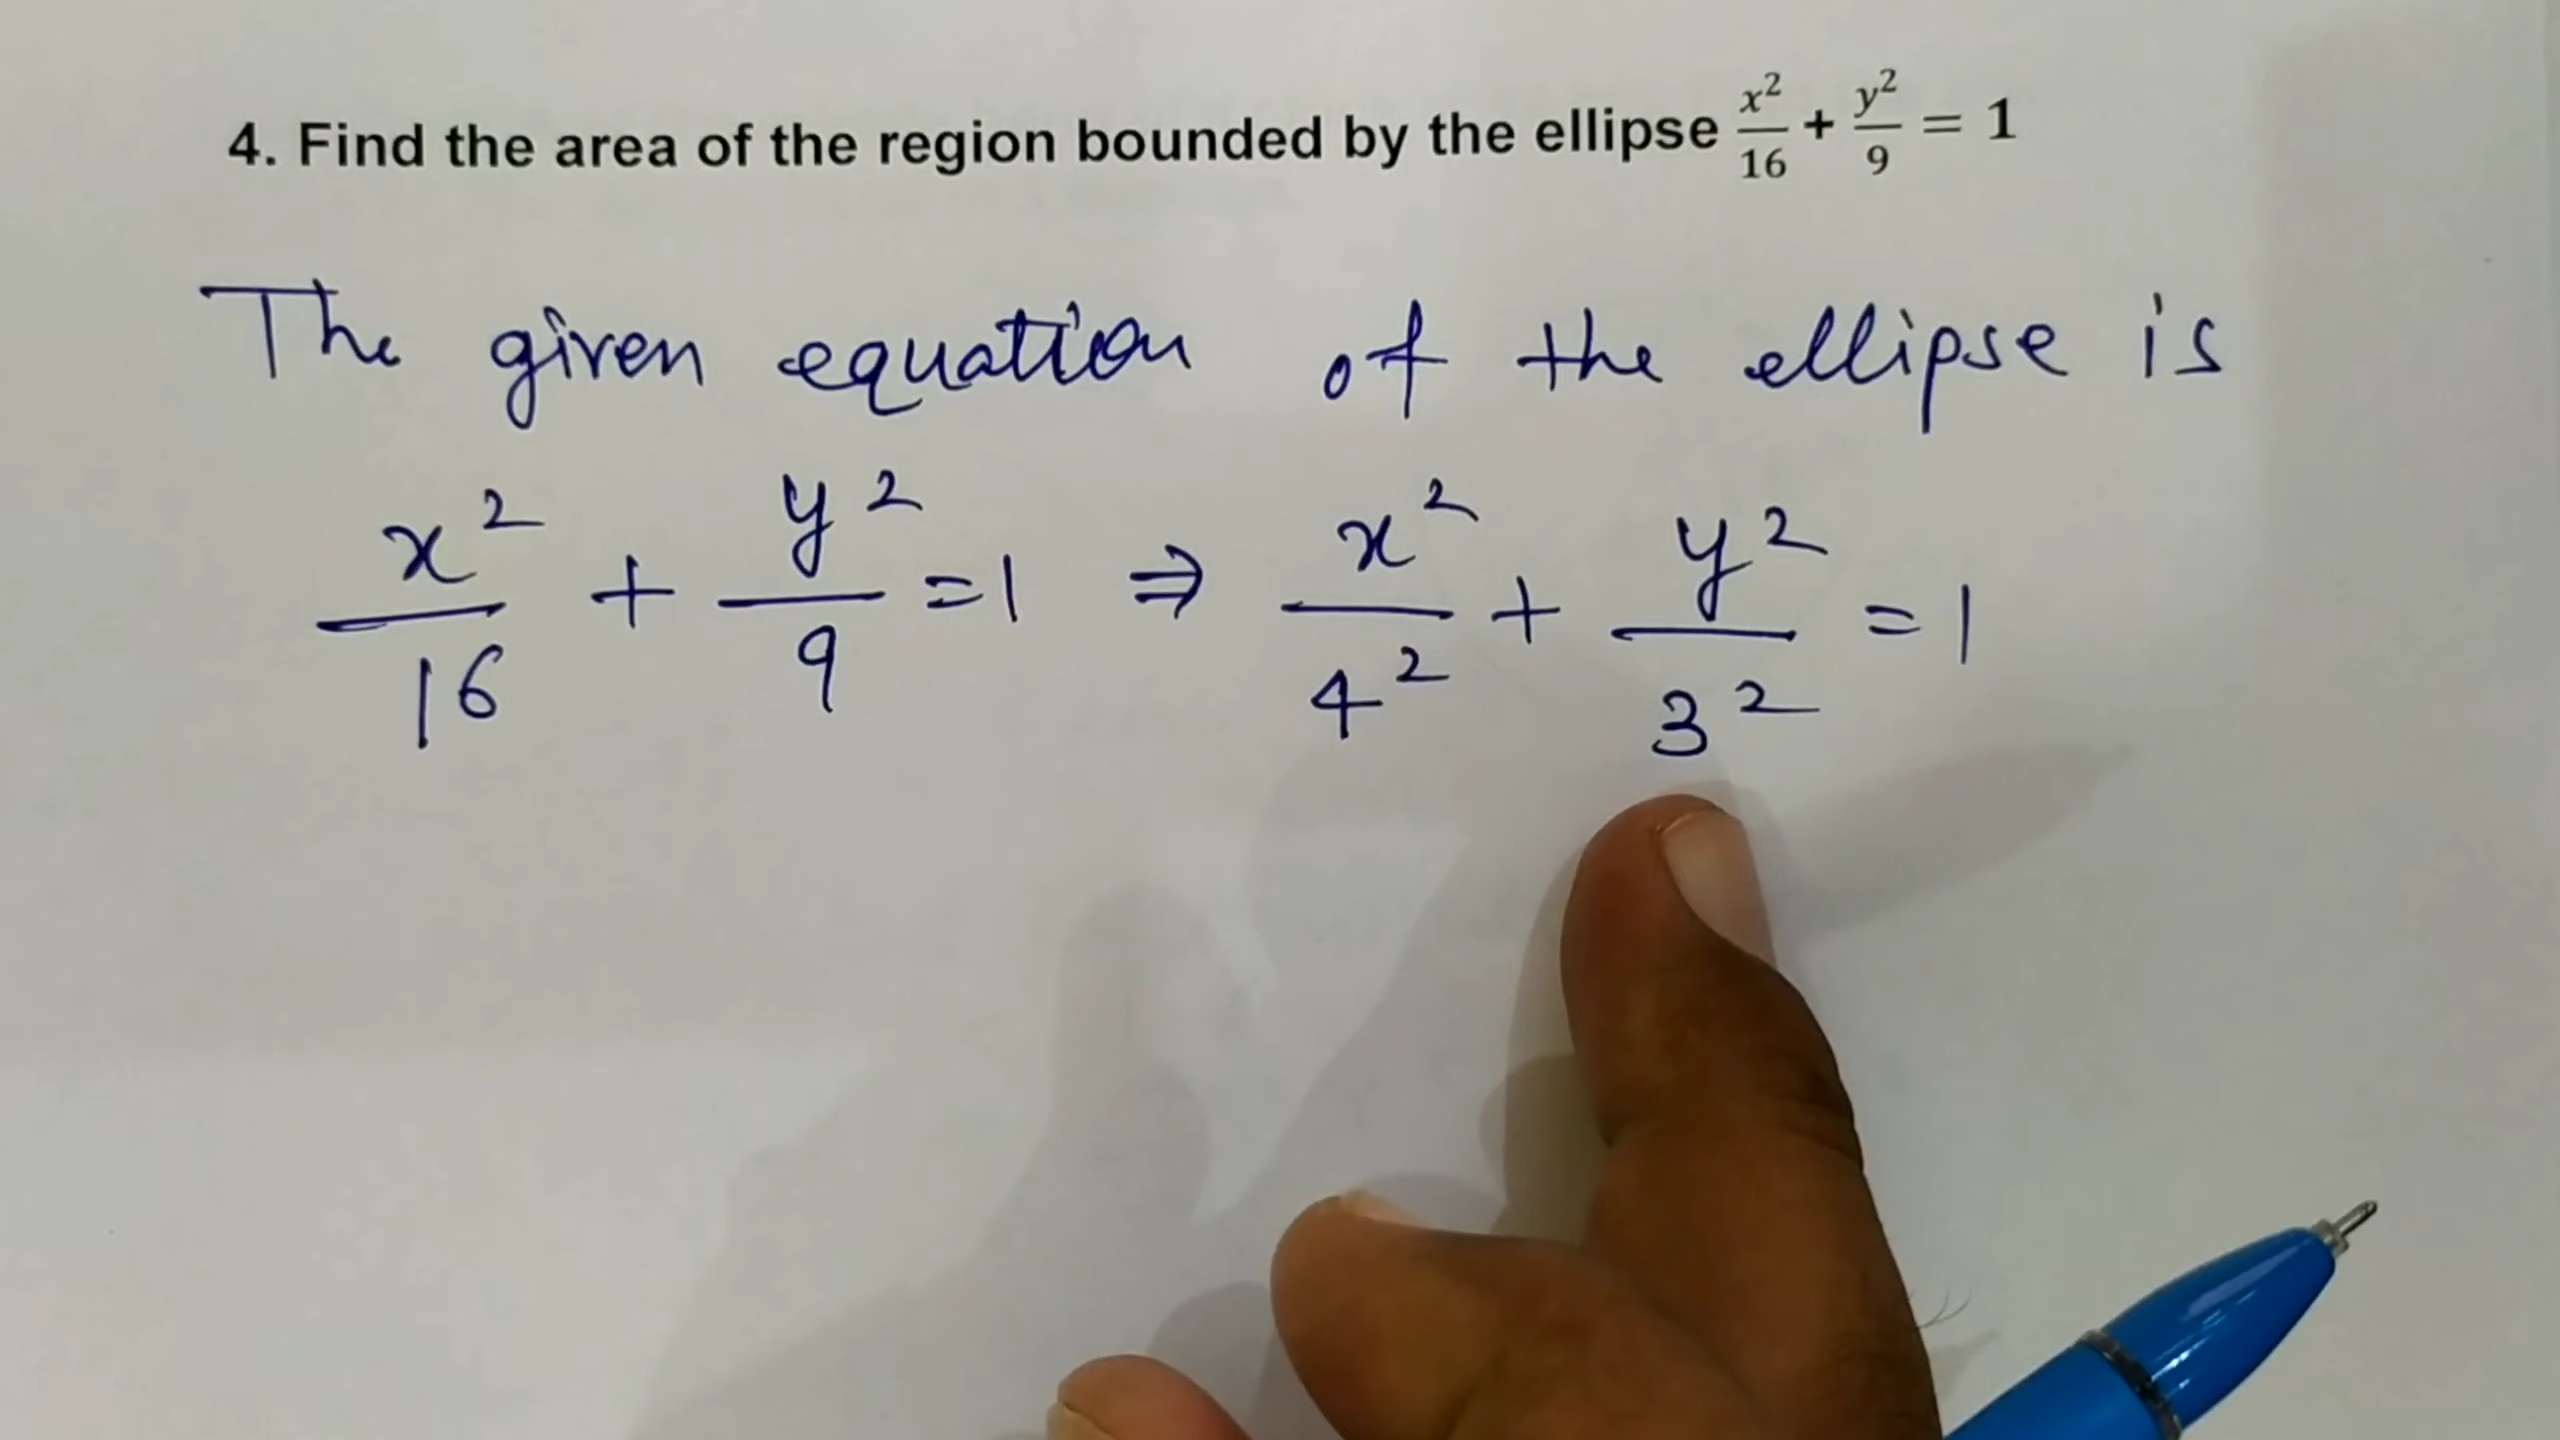 4. Find the area of the region bounded by the ellipse x²/16 + y²/9 = 1
The given equation of the ellipse is
x²/16 + y²/9 = 1 ⇒ x²/4² + y²/3² = 1